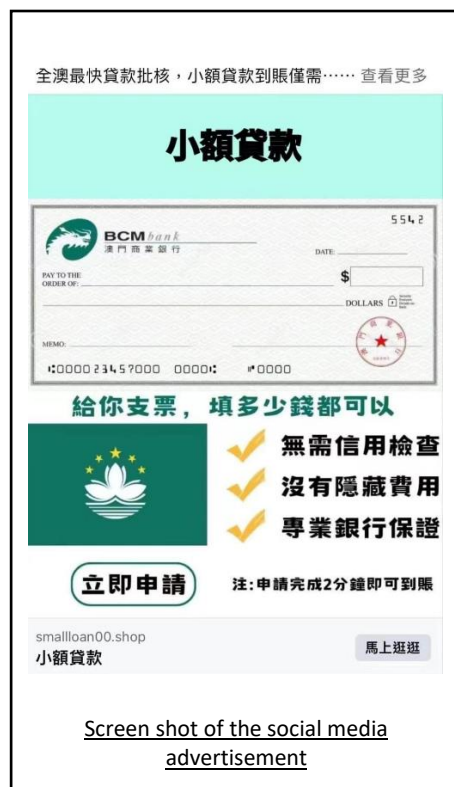 全澳最快貸款批核，小額貸款到賬僅需…… 查看更多
小額貸款
5542
BCM bank
澳門商業銀行
DATE:
PAY TO THE
ORDER OF:
$
DOLLARS
MEMO:
⑆0000 23457000 0000⑆ ⑈0000
給你支票，填多少錢都可以
無需信用檢查
沒有隱藏費用
專業銀行保證
立即申請
注:申請完成2分鐘即可到賬
smallloan00.shop
小額貸款
馬上逛逛
Screen shot of the social media
advertisement